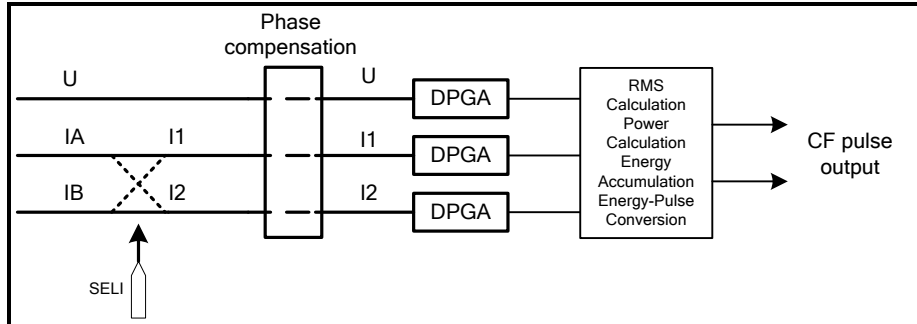 Phase
compensation
U
U
DPGA
IA
I1
I1
DPGA
IB
I2
I2
DPGA
RMS
Calculation
Power
Calculation
Energy
Accumulation
Energy-Pulse
Conversion
CF pulse
output
SELI